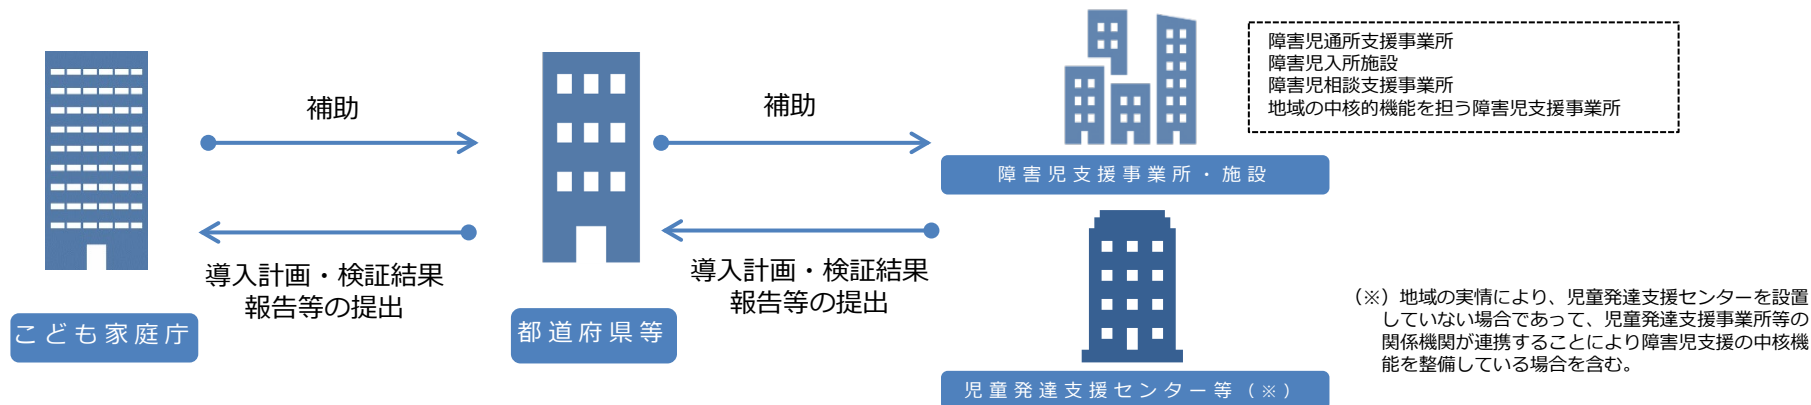 補助
導入計画・検証結果
報告等の提出
こども家庭庁
補助
導入計画・検証結果
報告等の提出
都道府県等
障害児通所支援事業所
障害児入所施設
障害児相談支援事業所
地域の中核的機能を担う障害児支援事業所
障害児支援事業所・施設
児童発達支援センター等（※）
（※）地域の実情により、児童発達支援センターを設置
していない場合であって、児童発達支援事業所等の
関係機関が連携することにより障害児支援の中核機
能を整備している場合を含む。